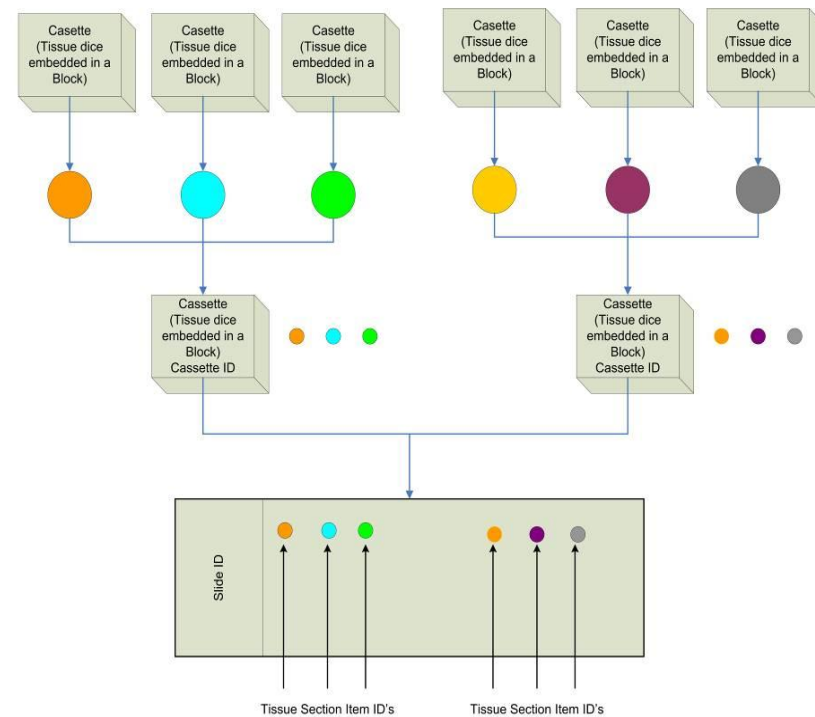 Casette
(Tissue dice
embedded in a
Block)
Casette
(Tissue dice
embedded in a
Block)
Casette
(Tissue dice
embedded in a
Block)
Casette
(Tissue dice
embedded in a
Block)
Casette
(Tissue dice
embedded in a
Block)
Casette
(Tissue dice
embedded in a
Block)
Cassette
(Tissue dice
embedded in a
Block)
Cassette ID
Cassette
(Tissue dice
embedded in a
Block)
Cassette ID
Slide ID
Tissue Section Item ID's
Tissue Section Item ID's